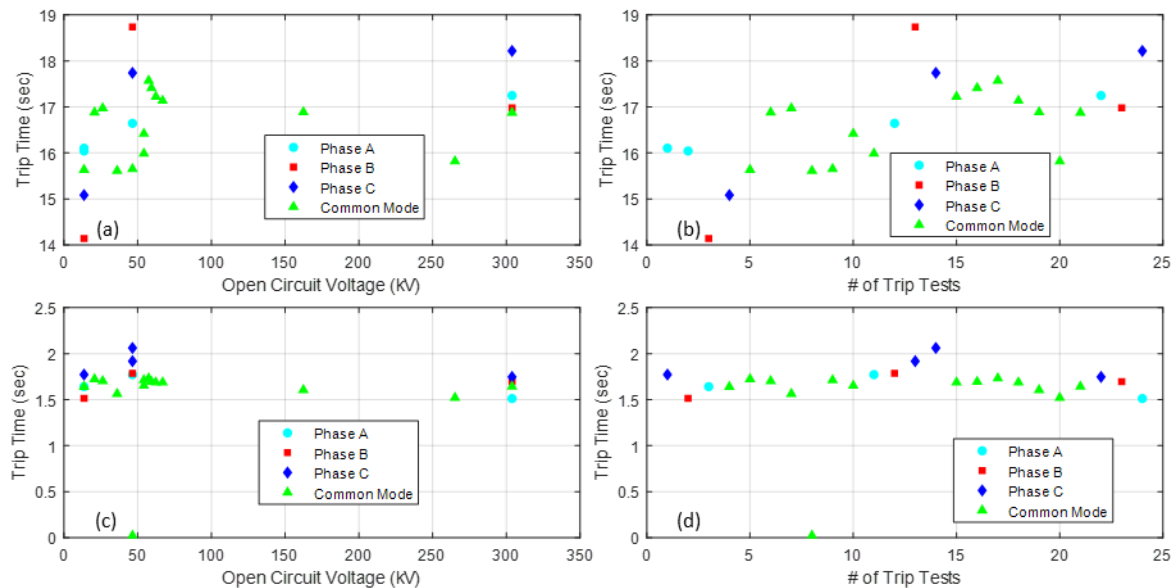 19
18
17
16
15
14
Trip Time (sec)
Phase A
Phase B
Phase C
Common Mode
(a)
0 50 100 150 200 250 300 350
Open Circuit Voltage (kV)
19
18
17
16
15
14
Trip Time (sec)
Phase A
Phase B
Phase C
Common Mode
(b)
0 5 10 15 20 25
# of Trip Tests
2.5
2
1.5
1
0.5
0
Trip Time (sec)
Phase A
Phase B
Phase C
Common Mode
(c)
0 50 100 150 200 250 300 350
Open Circuit Voltage (kV)
2.5
2
1.5
1
0.5
0
Trip Time (sec)
Phase A
Phase B
Phase C
Common Mode
(d)
0 5 10 15 20 25
# of Trip Tests